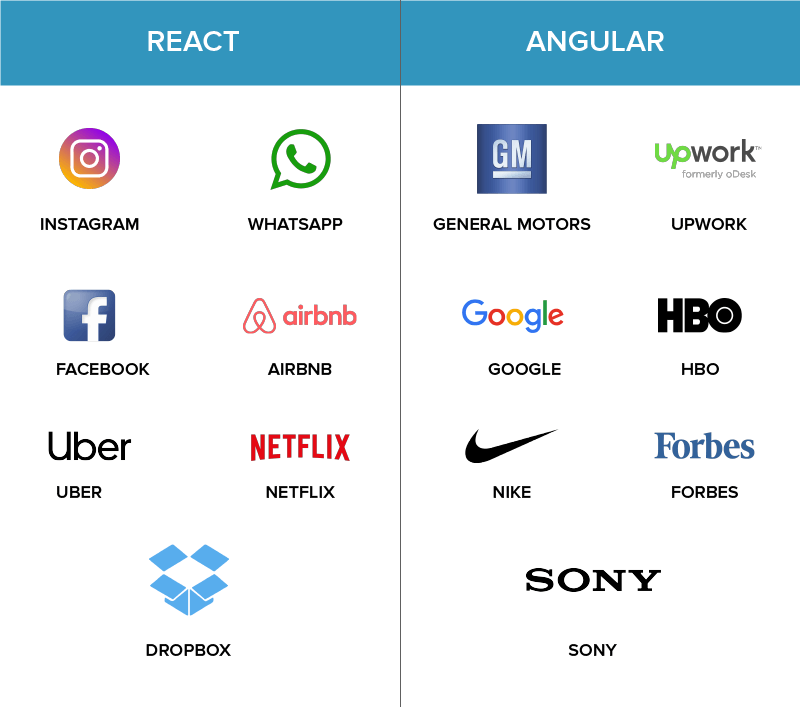 REACT
ANGULAR
INSTAGRAM
WHATSAPP
GM
GENERAL MOTORS
Upwork™
formerly oDesk
UPWORK
f
FACEBOOK
airbnb
AIRBNB
Google
GOOGLE
HBO
HBO
Uber
UBER
NETFLIX
NETFLIX
NIKE
Forbes
FORBES
DROPBOX
SONY
SONY